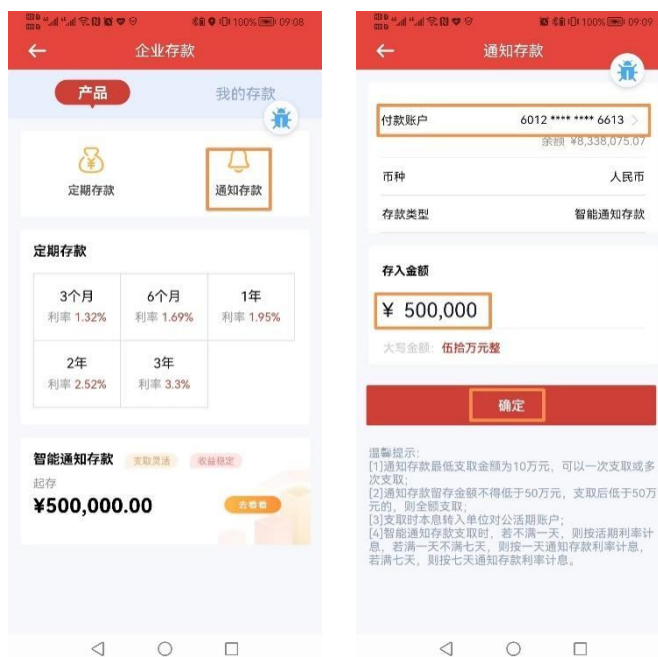 100% 09:08
企业存款
产品
我的存款
定期存款
通知存款
定期存款
3个月
6个月
1年
利率 1.32%
利率 1.69%
利率 1.95%
2年
3年
利率 2.52%
利率 3.3%
智能通知存款
支取灵活
收益稳定
起存
¥500,000.00
去看看
100% 09:09
通知存款
付款账户
6012 **** **** 6613
余额 ¥8,338,075.07
币种
人民币
存款类型
智能通知存款
存入金额
¥ 500,000
大写金额: 伍拾万元整
确定
温馨提示:
[1]通知存款最低支取金额为10万元, 可以一次支取或多
次支取;
[2]通知存款留存金额不得低于50万元, 支取后低于50万
元的, 则全额支取;
[3]支取时本息转入单位对公活期账户;
[4]智能通知存款支取时, 若不满一天, 则按活期利率计
息, 若满一天不满七天, 则按一天通知存款利率计息,
若满七天, 则按七天通知存款利率计息。